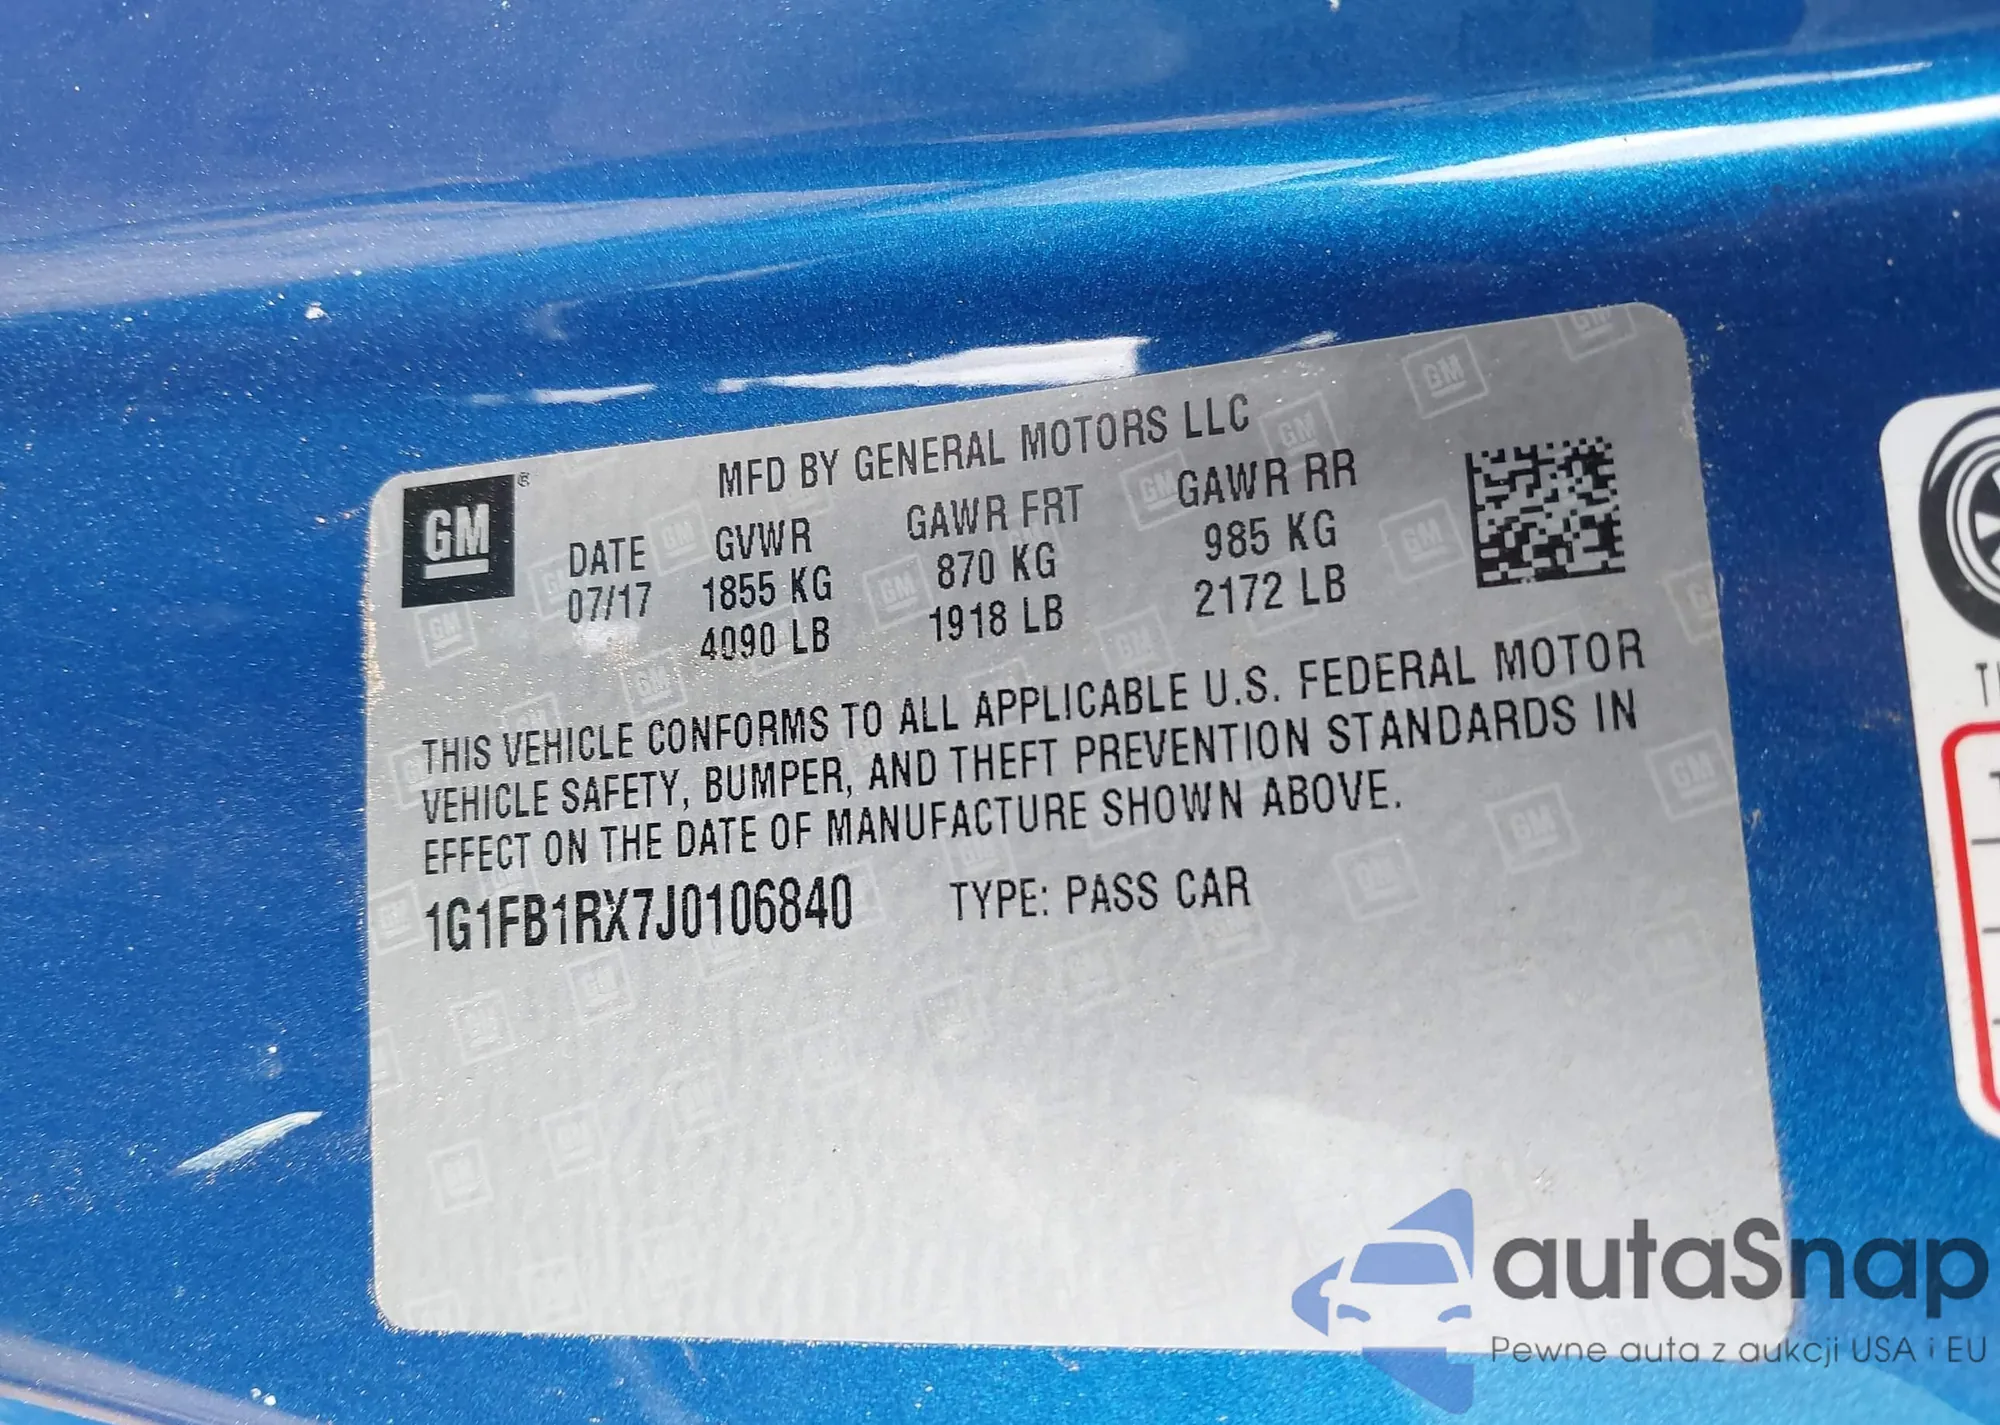 GM®
MFD BY GENERAL MOTORS LLC
DATE GVWR GAWR FRT GAWR RR
07/17 1855 KG 870 KG 985 KG
4090 LB 1918 LB 2172 LB
THIS VEHICLE CONFORMS TO ALL APPLICABLE U.S. FEDERAL MOTOR
VEHICLE SAFETY, BUMPER, AND THEFT PREVENTION STANDARDS IN
EFFECT ON THE DATE OF MANUFACTURE SHOWN ABOVE.
1G1FB1RX7J0106840 TYPE: PASS CAR
autaSnap
Pewne auta z aukcji USA i EU